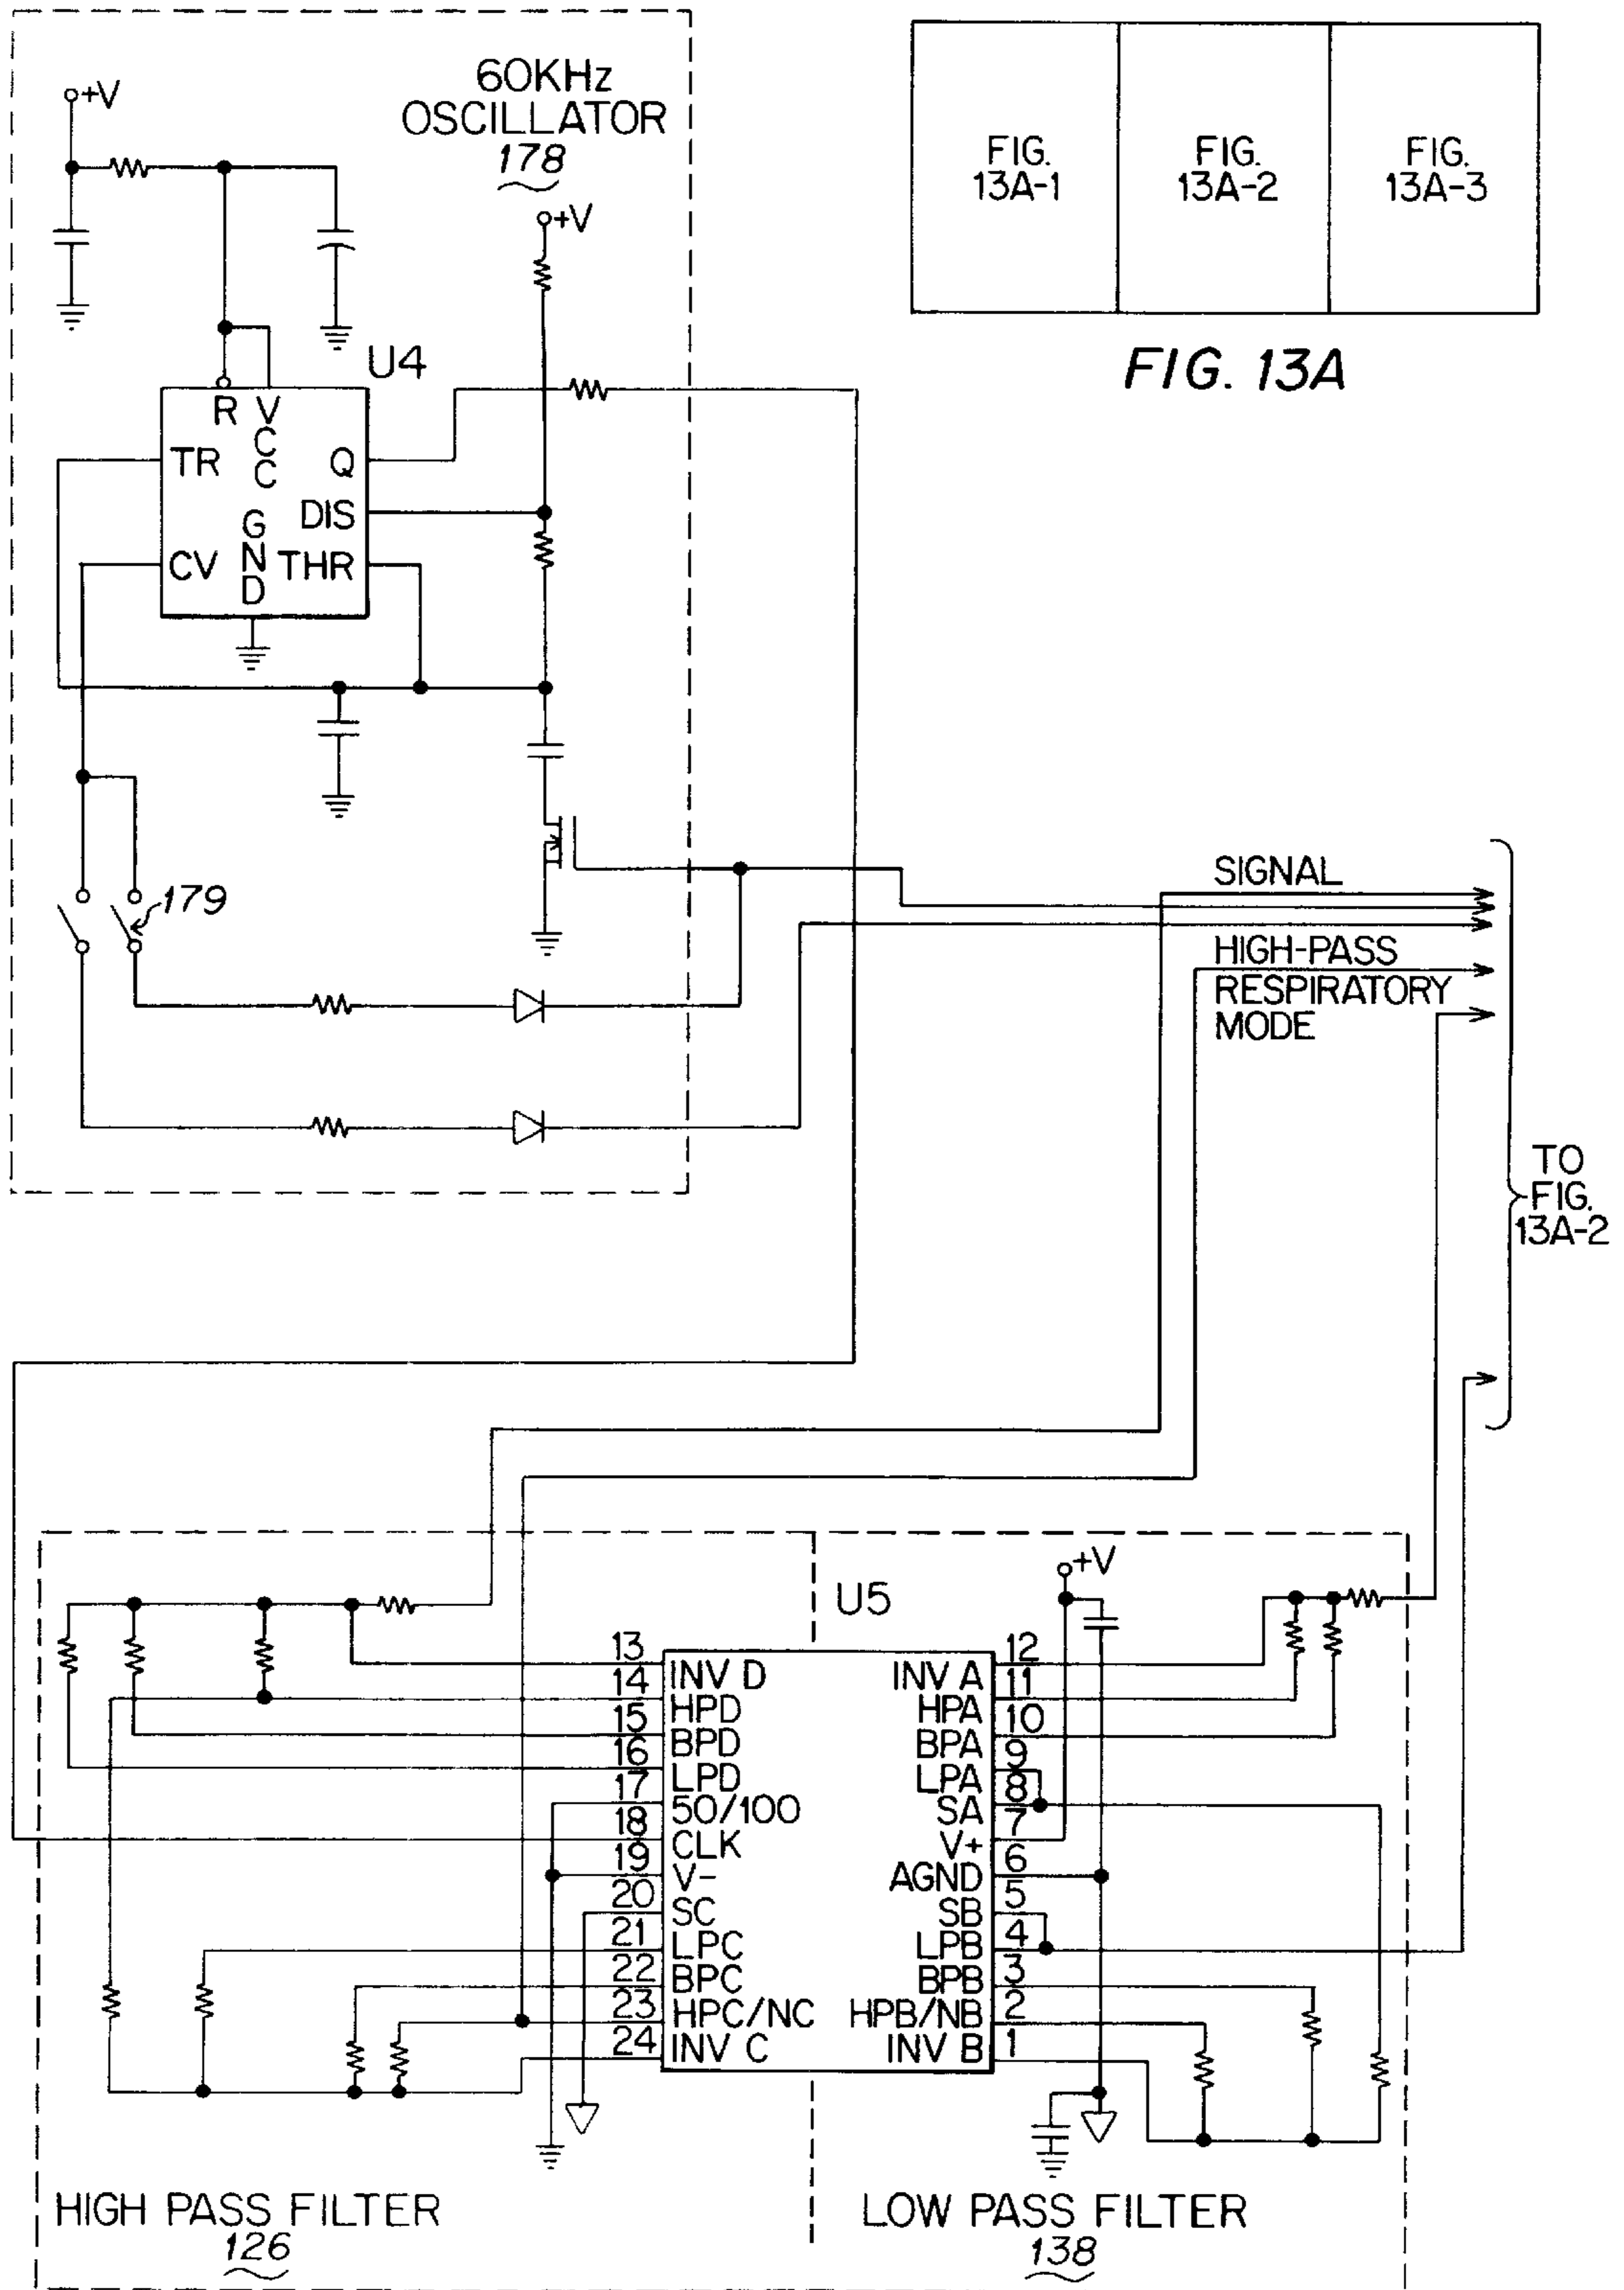 60KHz
OSCILLATOR
178
+V
+V
FIG.
13A-1
FIG.
13A-2
FIG.
13A-3
FIG. 13A
U4
R
VCC
TR
Q
GND
DIS
CV
THR
179
SIGNAL
HIGH-PASS
RESPIRATORY
MODE
TO
FIG.
13A-2
U5
+V
13
INV D
14
HPD
15
BPD
16
LPD
17
50/100
18
CLK
19
V-
20
SC
21
LPC
22
BPC
23
HPC/NC
24
INV C
INV A
12
HPA
11
BPA
10
LPA
9
SA
8
V+
7
AGND
6
SB
5
LPB
4
BPB
3
HPB/NB
2
INV B
1
HIGH PASS FILTER
126
LOW PASS FILTER
138